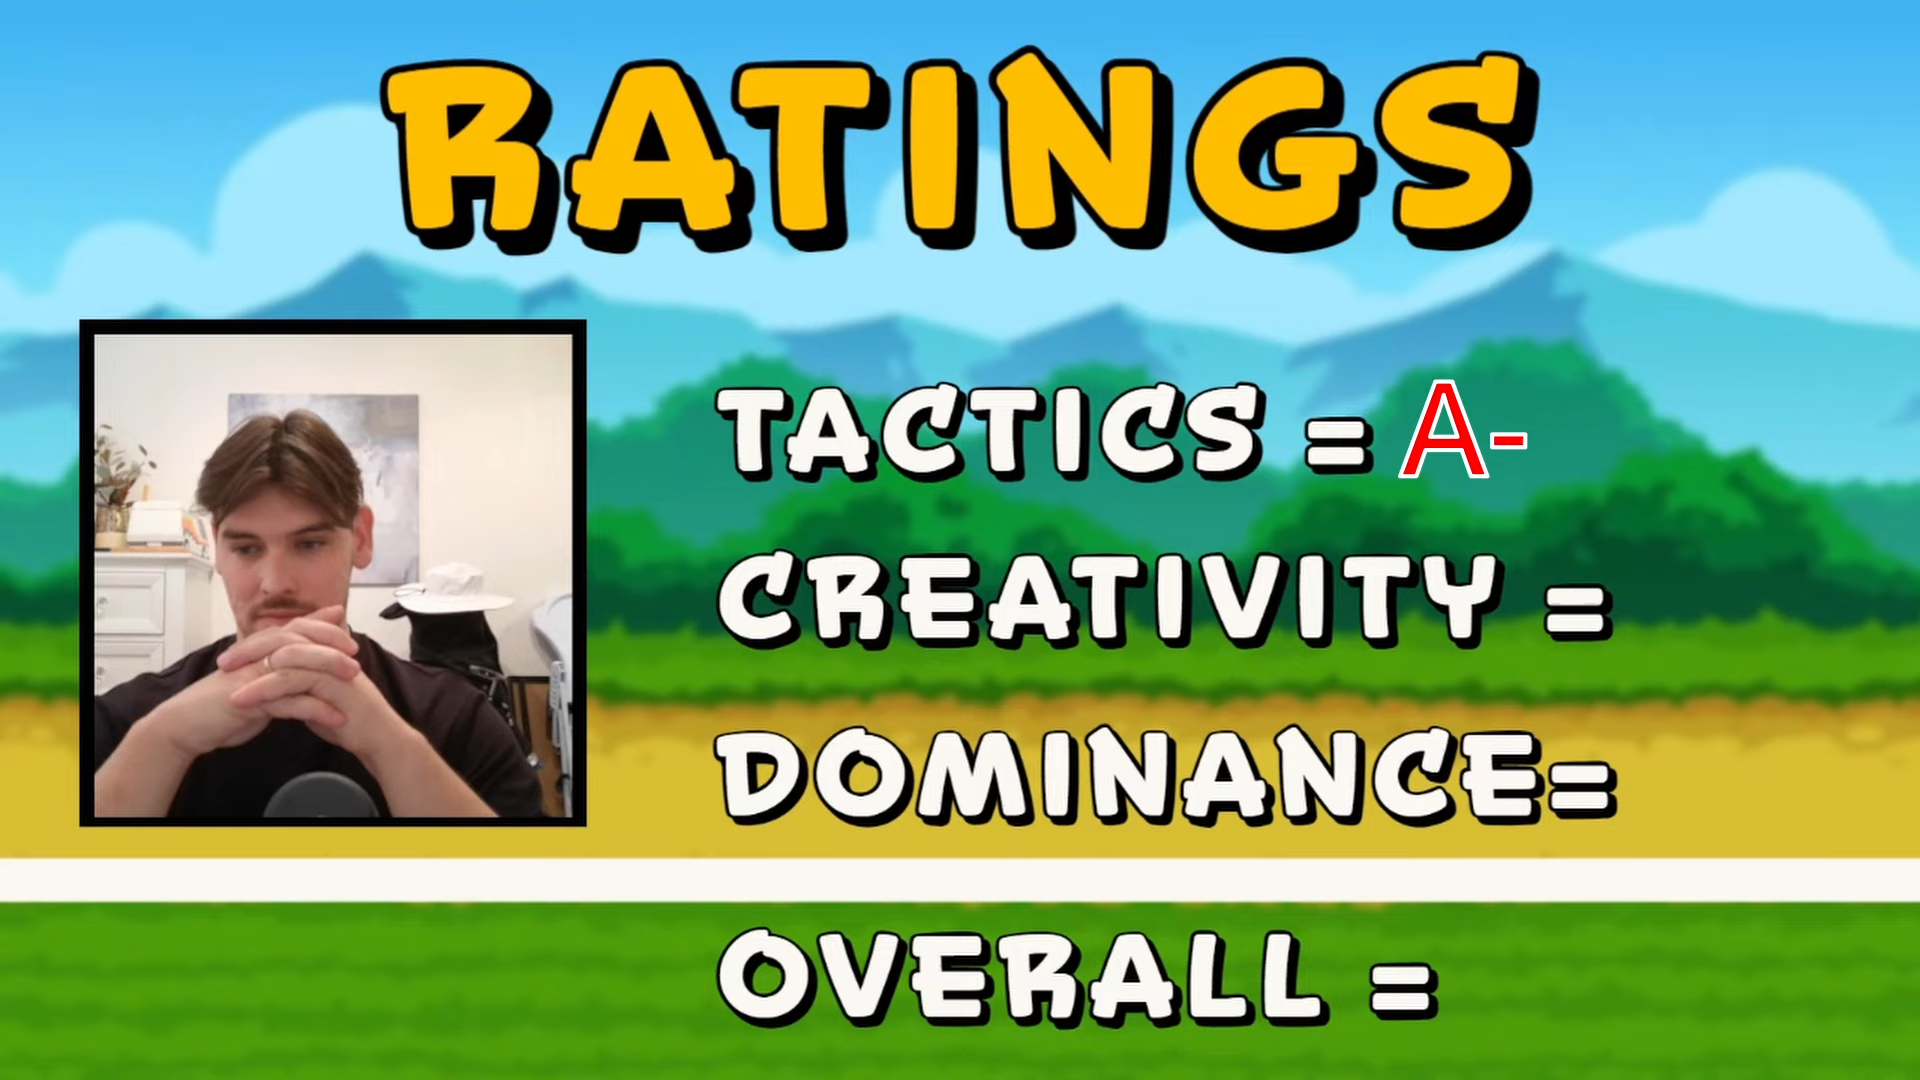 RATINGS
TACTICS = A-
CREATIVITY =
DOMINANCE=
OVERALL =